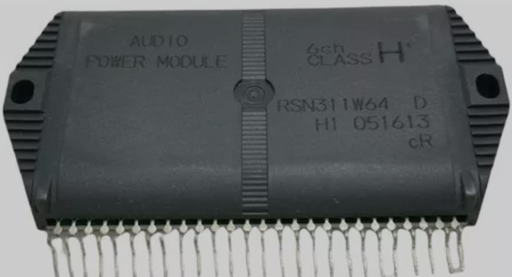 AUDIO
POWER MODULE
6ch
CLASS H+
RSN311W64 D
H1 051613
cR